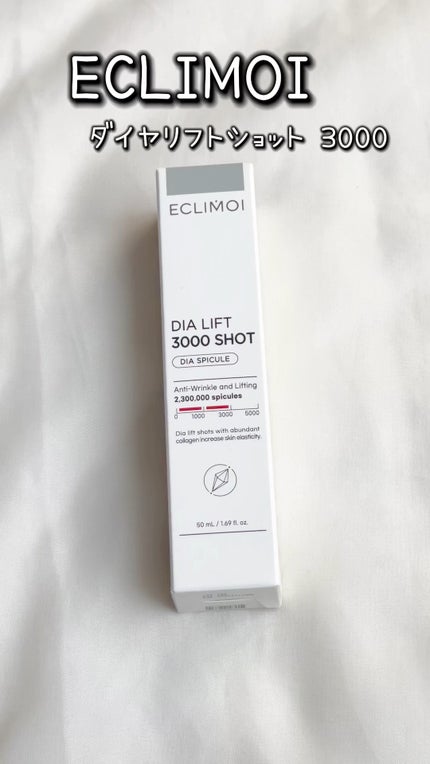 ECLIMOI
ダイヤリフトショット 3000
ECLIMOI
DIA LIFT
3000 SHOT
DIA SPICULE
Anti-Wrinkle and Lifting
2,300,000 spicules
0 1000 3000 5000
Dia lift shots with abundant
collagen increase skin elasticity.
50 mL / 1.69 fl. oz.